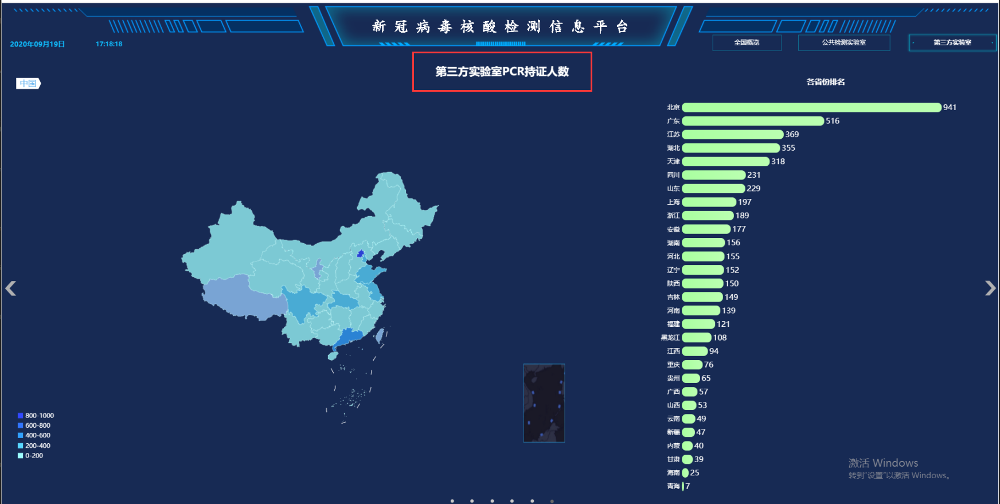 新冠病毒核酸检测信息平台
2020年09月19日 17:18:18
全国概览 公共检测实验室 第三方实验室
第三方实验室PCR持证人数
中国
各省份排名
北京 941
广东 516
江苏 369
湖北 355
天津 318
四川 231
山东 229
上海 197
浙江 189
安徽 177
湖南 156
河北 155
辽宁 152
陕西 150
吉林 149
河南 139
福建 121
黑龙江 108
江西 94
重庆 76
贵州 65
广西 57
山西 53
云南 49
新疆 47
内蒙 40
甘肃 39
海南 25
青海 7
800-1000
600-800
400-600
200-400
0-200
激活 Windows
转到"设置"以激活 Windows。